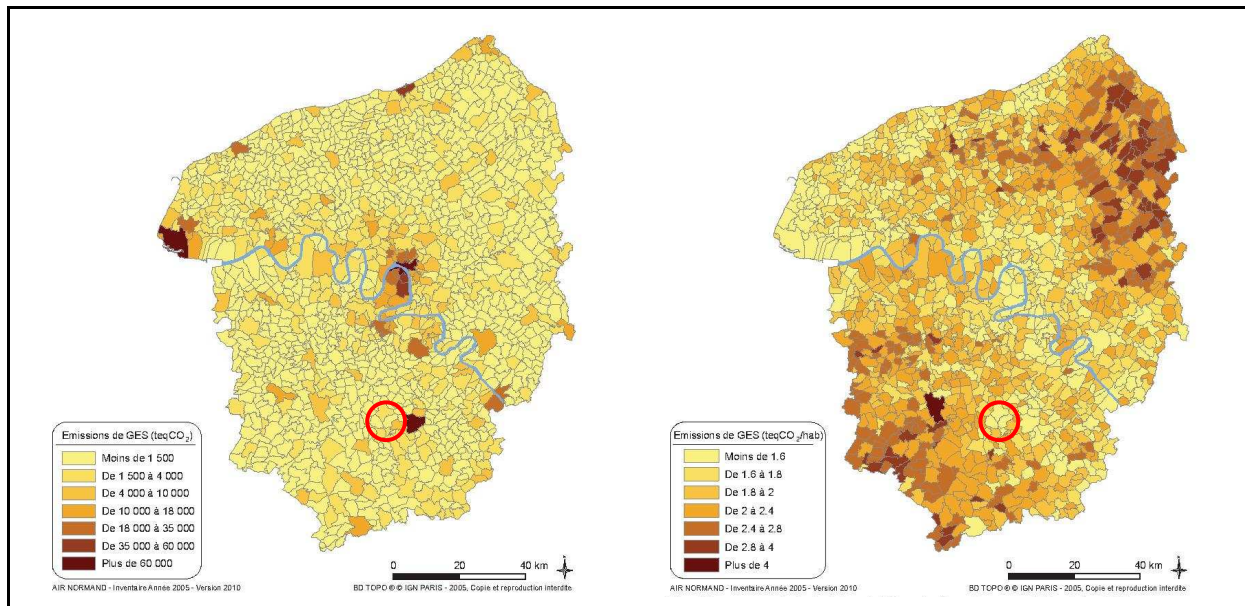 Emissions de GES (teqCO2)
Moins de 1 500
De 1 500 à 4 000
De 4 000 à 10 000
De 10 000 à 18 000
De 18 000 à 35 000
De 35 000 à 60 000
Plus de 60 000
0 20 40 km
AIR NORMAND - Inventaire Année 2005 - Version 2010
BD TOPO ® © IGN PARIS - 2005, Copie et reproduction interdite
Emissions de GES (teqCO2/hab)
Moins de 1.6
De 1.6 à 1.8
De 1.8 à 2
De 2 à 2.4
De 2.4 à 2.8
De 2.8 à 4
Plus de 4
0 20 40 km
AIR NORMAND - Inventaire Année 2005 - Version 2010
BD TOPO ® © IGN PARIS - 2005, Copie et reproduction interdite